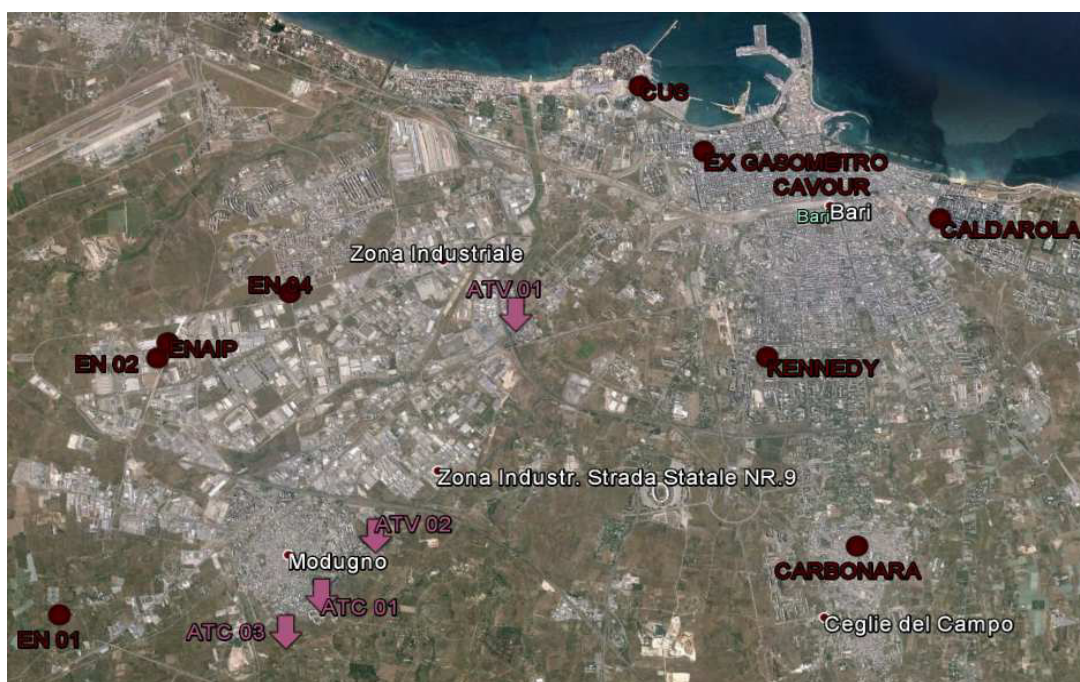 CUS
EX GASOMETRO
CAVOUR
Bari
Bari
CALDAROLA
Zona Industriale
EN 04
ATV 01
ENAIP
EN 02
KENNEDY
Zona Industr. Strada Statale NR.9
ATV 02
Modugno
CARBONARA
ATC 01
EN 01
ATC 03
Ceglie del Campo